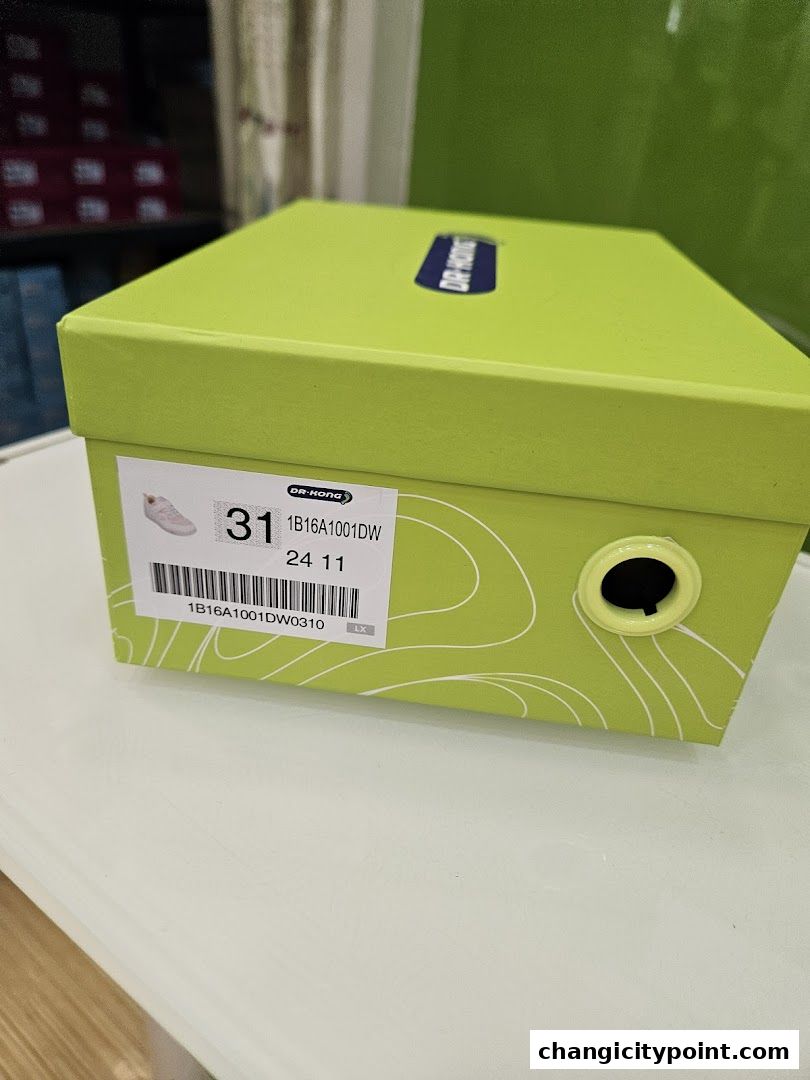 DR·KONG
DR·KONG
31
1B16A1001DW
24 11
1B16A1001DW0310
LX
changicitypoint.com